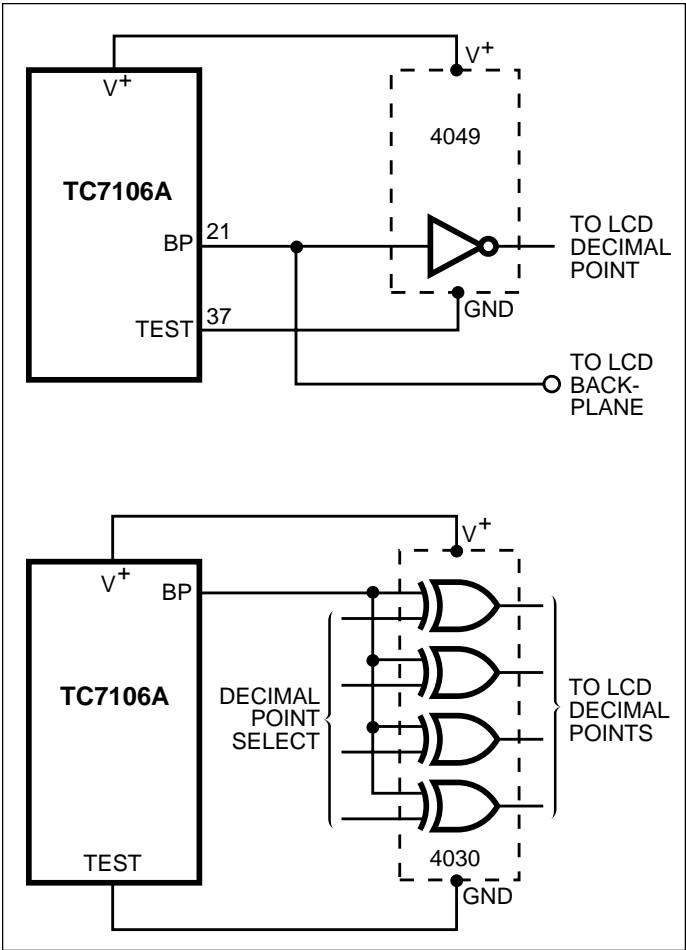 V+
V+
4049
TC7106A
BP
21
TO LCD
DECIMAL
POINT
TEST
37
GND
TO LCD
BACK-
PLANE
V+
V+
BP
TC7106A
DECIMAL
POINT
SELECT
TO LCD
DECIMAL
POINTS
4030
TEST
GND